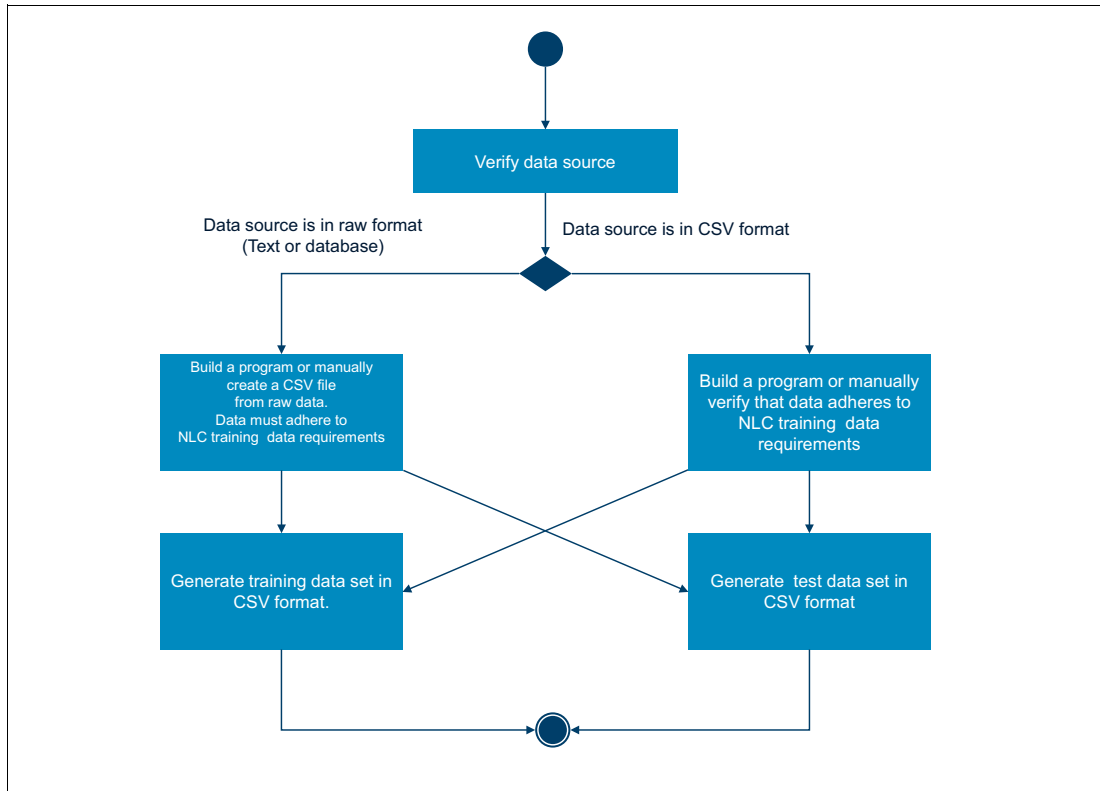 Verify data source
Data source is in raw format
(Text or database)
Data source is in CSV format
Build a program or manually
create a CSV file
from raw data.
Data must adhere to
NLC training  data requirements
Build a program or manually
verify that data adheres to
NLC training  data
requirements
Generate training data set in
CSV format.
Generate  test data set in
CSV format